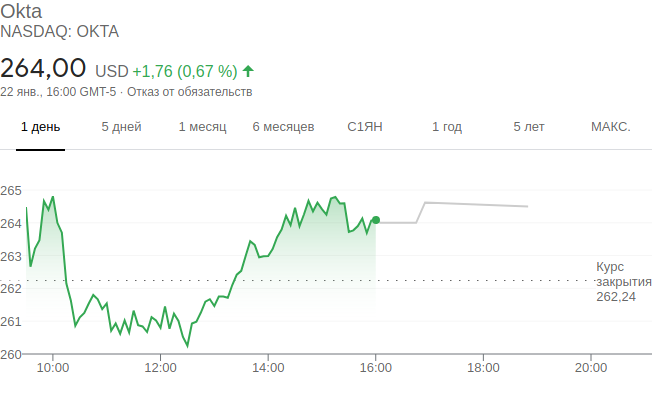 Okta
NASDAQ: OKTA
264,00 USD +1,76 (0,67 %)
22 янв., 16:00 GMT-5 · Отказ от обязательств
1 день 5 дней 1 месяц 6 месяцев С1ЯН 1 год 5 лет МАКС.
265
264
263
262
261
260
Курс
закрытия
262,24
10:00 12:00 14:00 16:00 18:00 20:00